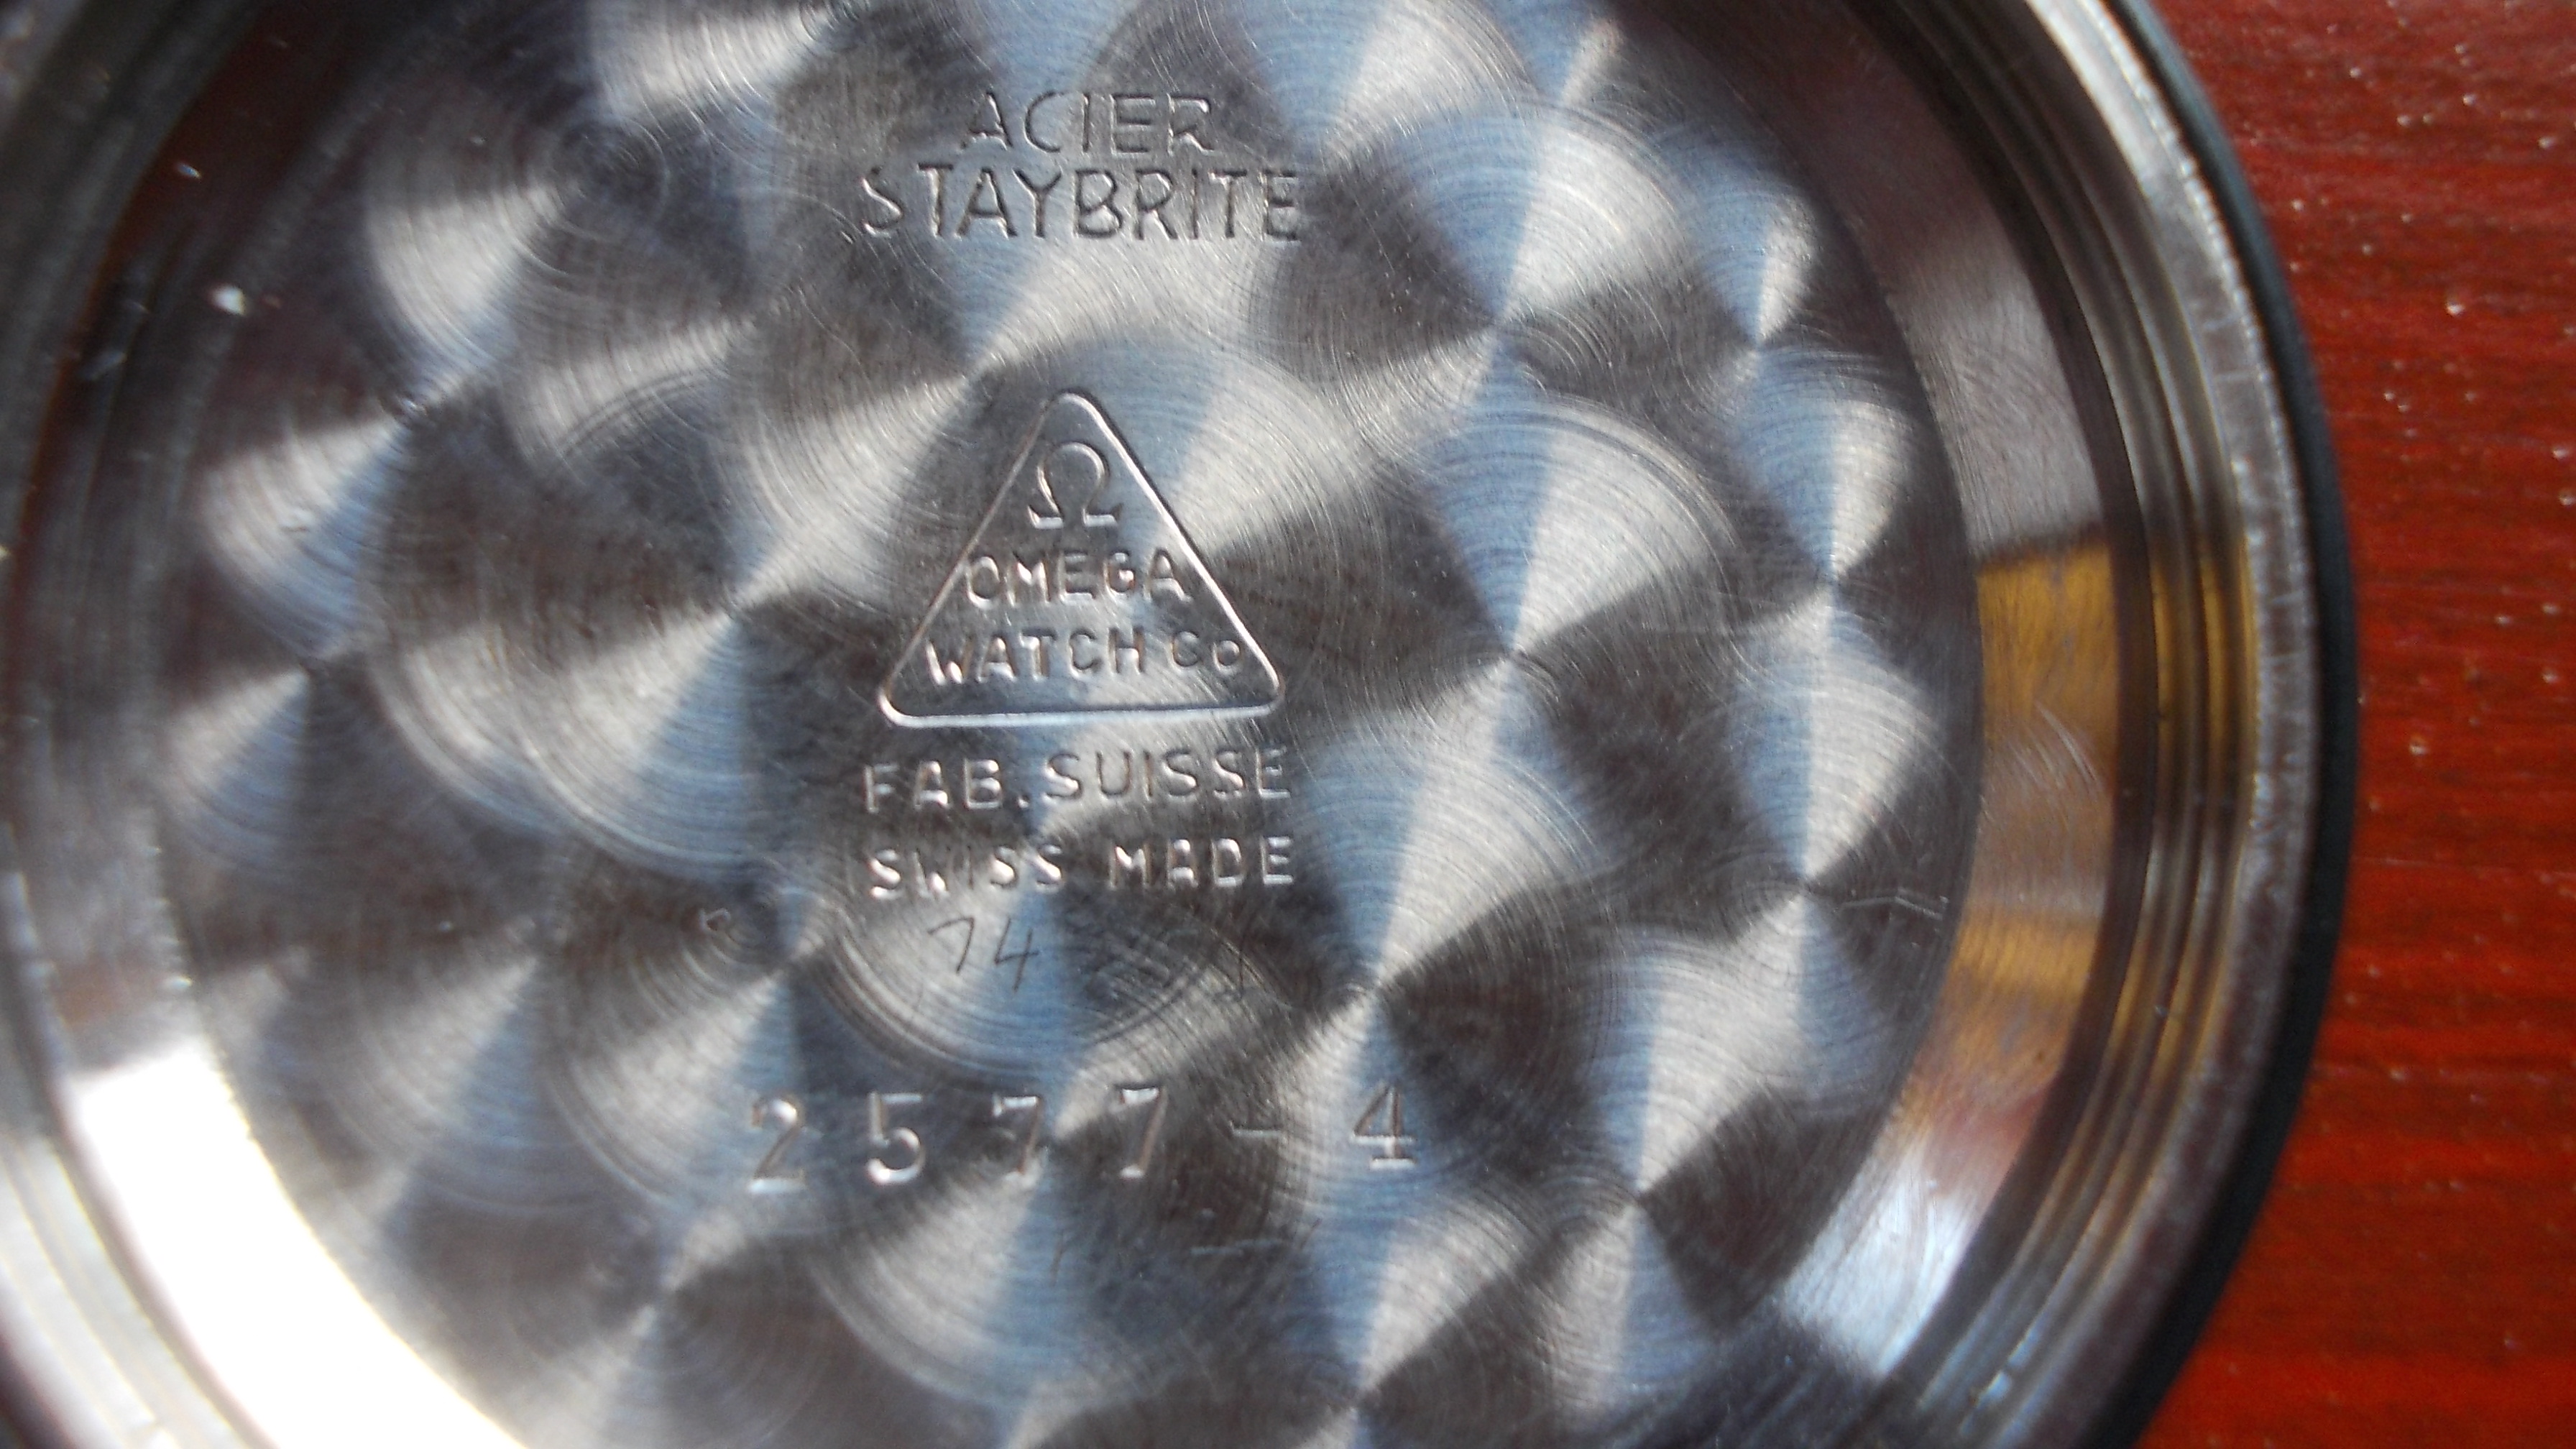 ACIER
STAYBRITE
Ω
OMEGA
WATCH Co
FAB. SUISSE
SWISS MADE
74
2577-4